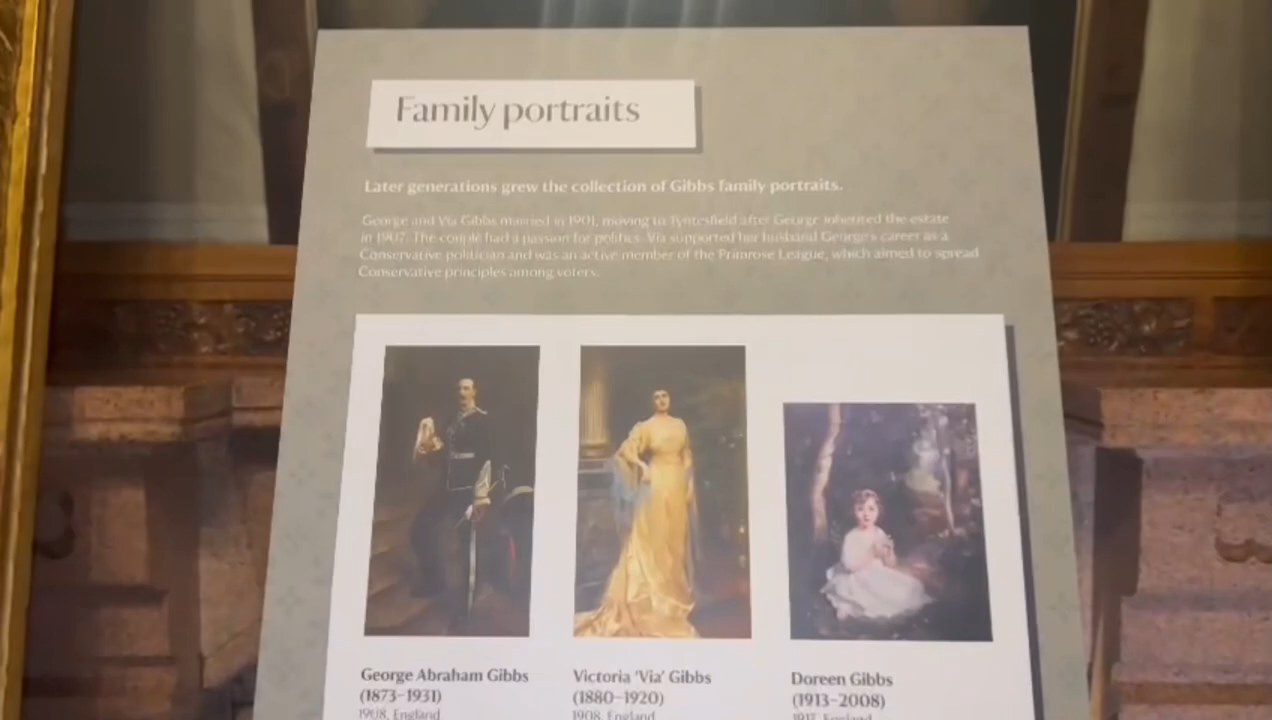 Family portraits
Later generations grew the collection of Gibbs family portraits.
George and Via Gibbs married in 1901, moving to Tyntesfield after George inherited the estate
in 1907. The couple had a passion for politics. Via supported her husband George's career as a
Conservative politician and was an active member of the Primrose League, which aimed to spread
Conservative principles among voters.
George Abraham Gibbs
(1873–1931)
1908, England
Victoria 'Via' Gibbs
(1880–1920)
1908, England
Doreen Gibbs
(1913–2008)
1917, England